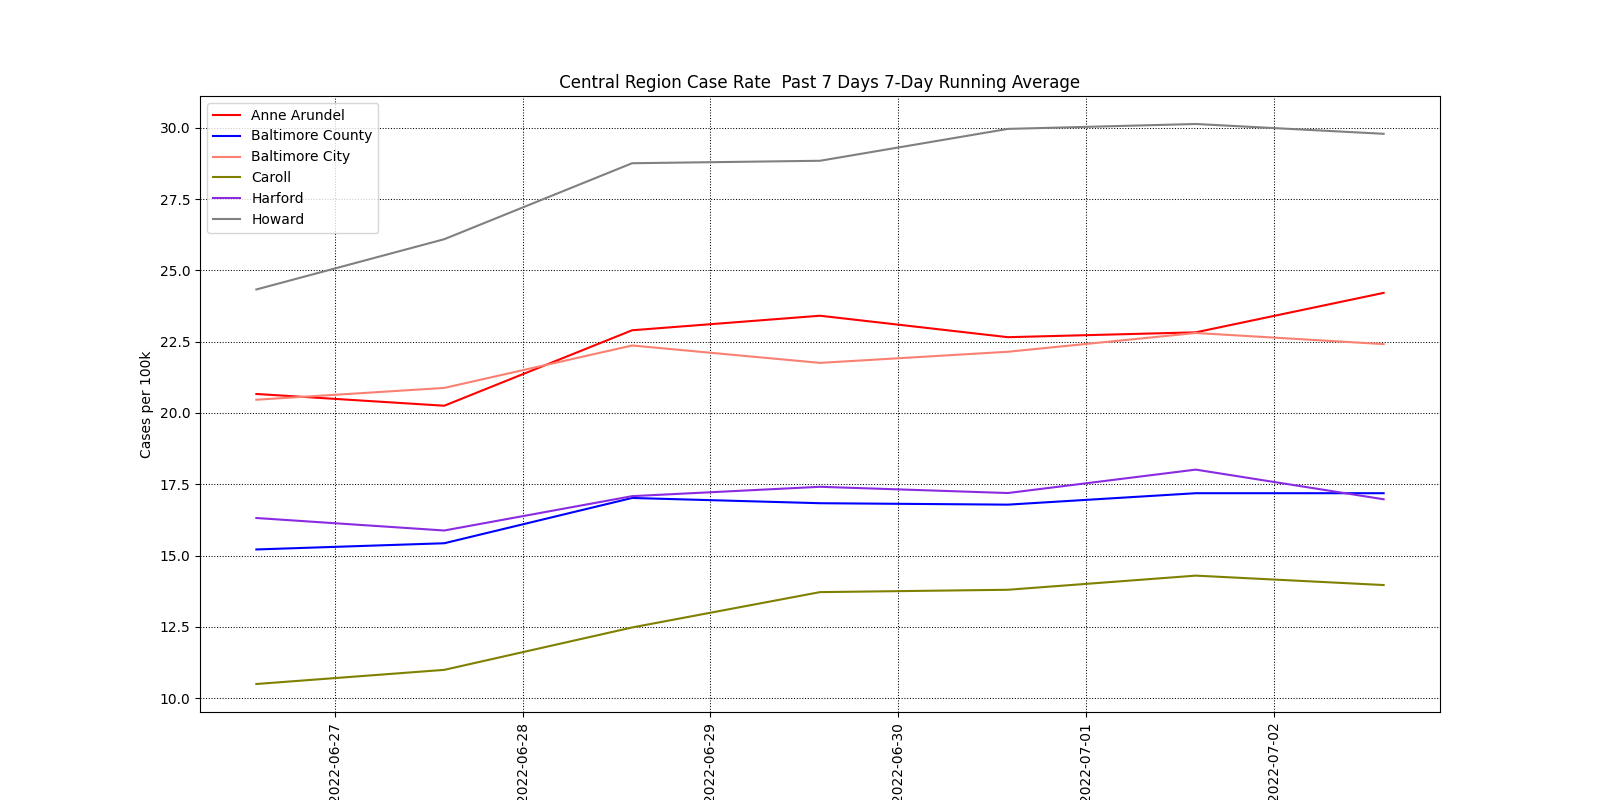 Central Region Case Rate  Past 7 Days 7-Day Running Average
Anne Arundel
Baltimore County
Baltimore City
Caroll
Harford
Howard
Cases per 100k
30.0
27.5
25.0
22.5
20.0
17.5
15.0
12.5
10.0
2022-06-27
2022-06-28
2022-06-29
2022-06-30
2022-07-01
2022-07-02